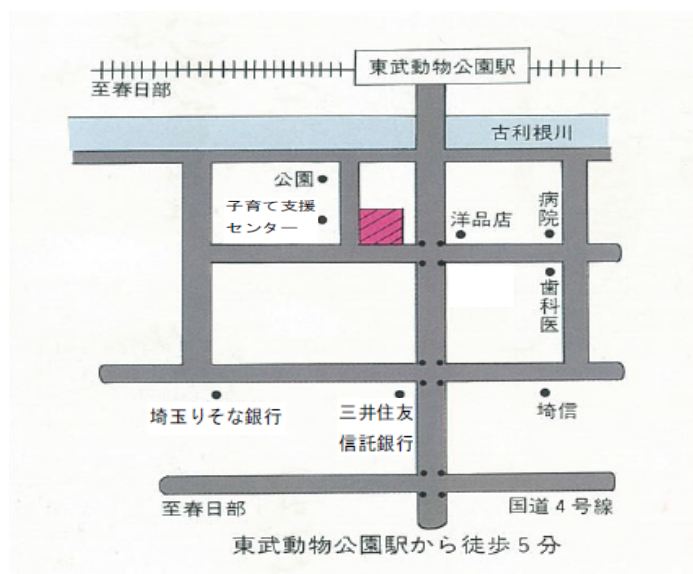 東武動物公園駅
至春日部
古利根川
公園
子育て支援
センター
洋品店
病院
歯科医
埼玉りそな銀行
三井住友
信託銀行
埼信
至春日部
国道4号線
東武動物公園駅から徒歩5分